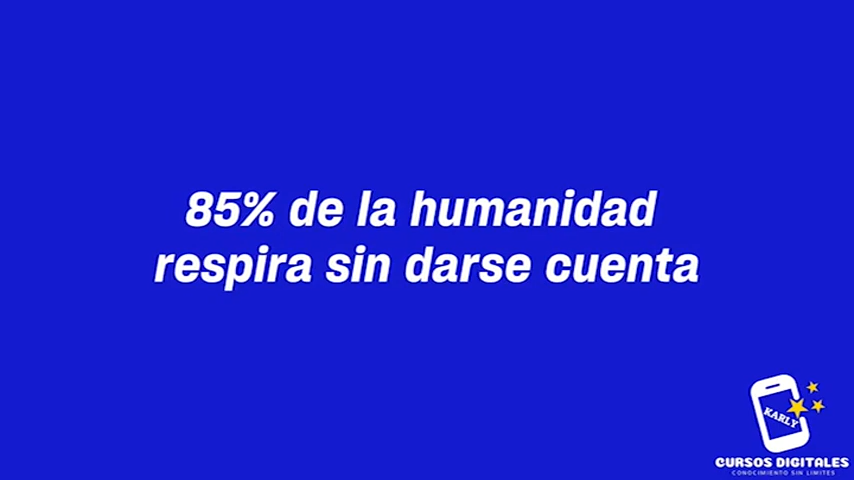 85% de la humanidad
respira sin darse cuenta
KARLY
CURSOS DIGITALES
CONOCIMIENTO SIN LIMITES